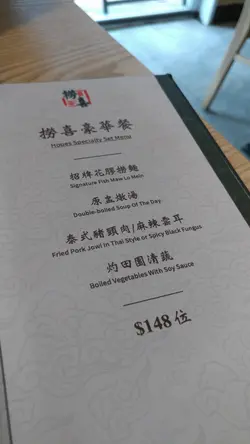 撈喜
撈喜豪華餐
Hipoes Specialty Set Menu
招牌花膠撈麵
Signature Fish Maw Lo Mein
原盅燉湯
Double-boiled Soup Of The Day
泰式豬頸肉/麻辣雲耳
Fried Pork Jowl In Thai Style or Spicy Black Fungus
灼田園清蔬
Boiled Vegetables With Soy Sauce
$148 位